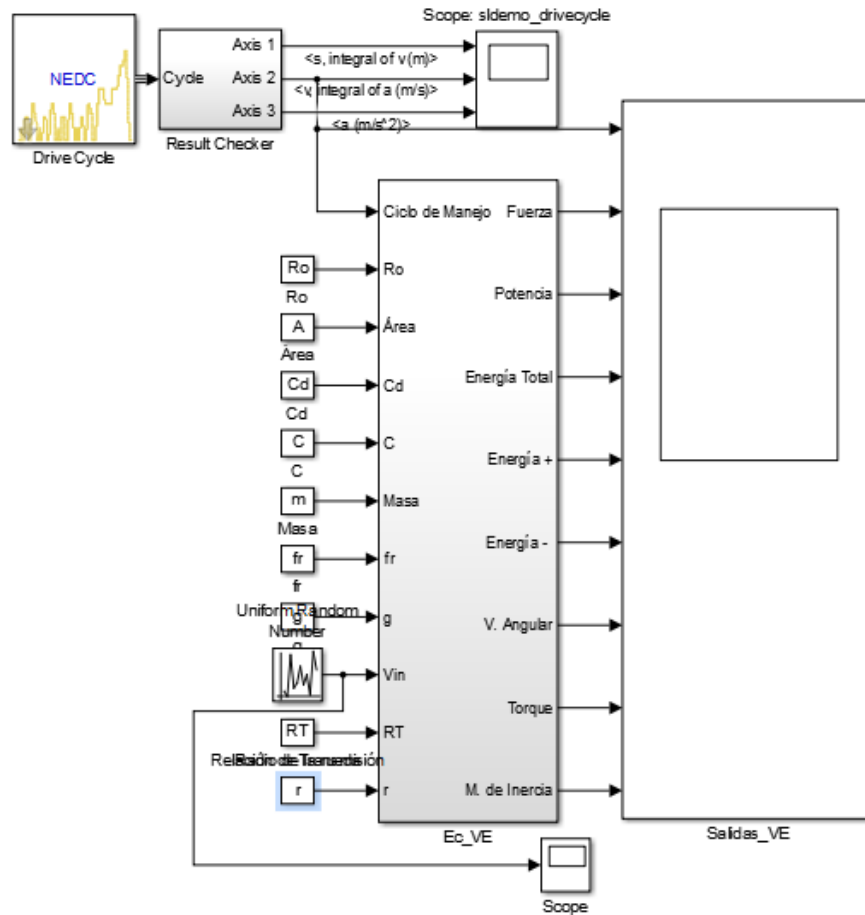 Scope: sldemo_drivecycle
NEDC
Drive Cycle
Cycle
Axis 1
Axis 2
Axis 3
Result Checker
<s, integral of v(m)>
<v, integral of a (m/s)>
<a (m/s^2)>
Ciclo de Manejo
Fuerza
Ro
Ro
Ro
Potencia
A
Área
Área
Energía Total
Cd
Cd
Cd
C
C
C
Energía +
m
Masa
Masa
fr
fr
fr
Energía -
Uniform Random
Number
g
g
V. Angular
Vin
RT
RT
Torque
r
r
M. de Inercia
Ec_VE
Salidas_VE
Scope